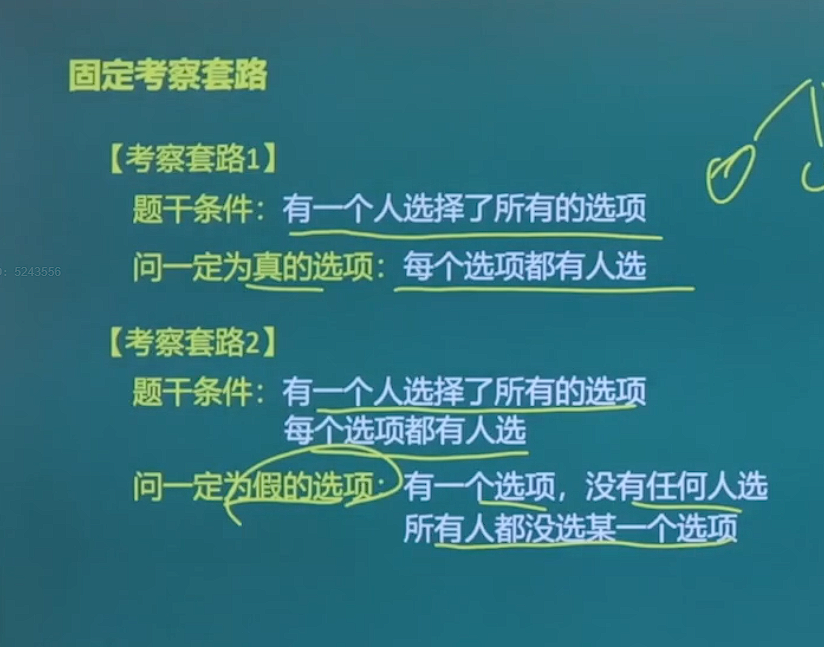 固定考察套路
【考察套路1】
题干条件：有一个人选择了所有的选项
问一定为真的选项：每个选项都有人选
: 5243556
【考察套路2】
题干条件：有一个人选择了所有的选项
每个选项都有人选
问一定为假的选项：有一个选项，没有任何人选
所有人都没选某一个选项